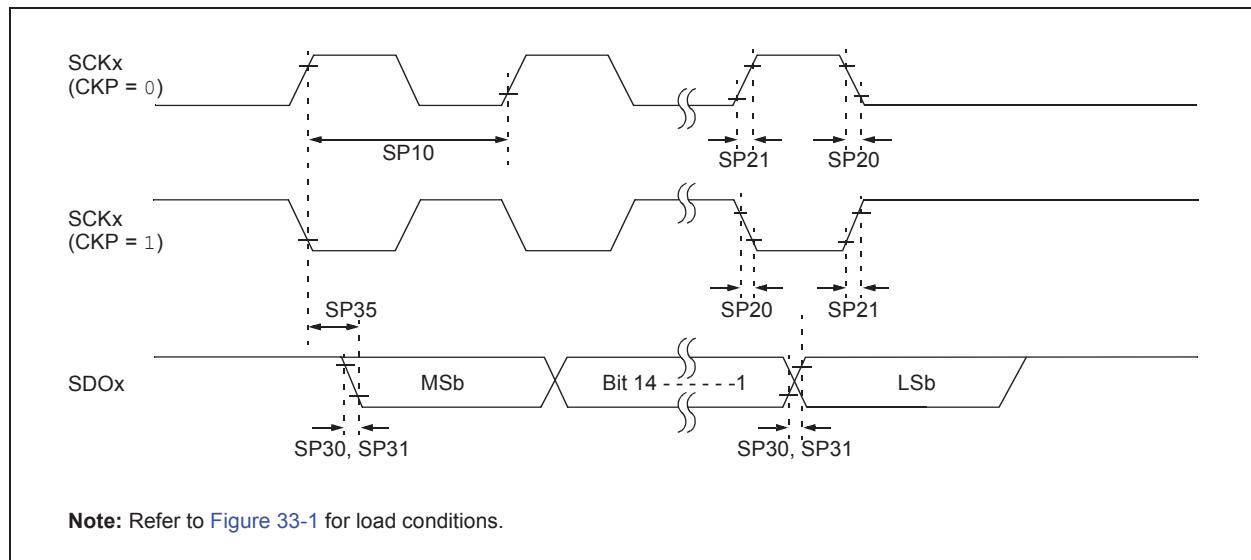 SCKx
(CKP = 0)
SP10
SP21
SP20
SCKx
(CKP = 1)
SP35
SP20
SP21
SDOx
MSb
Bit 14 - - - - - - -1
LSb
SP30, SP31
SP30, SP31
Note: Refer to Figure 33-1 for load conditions.